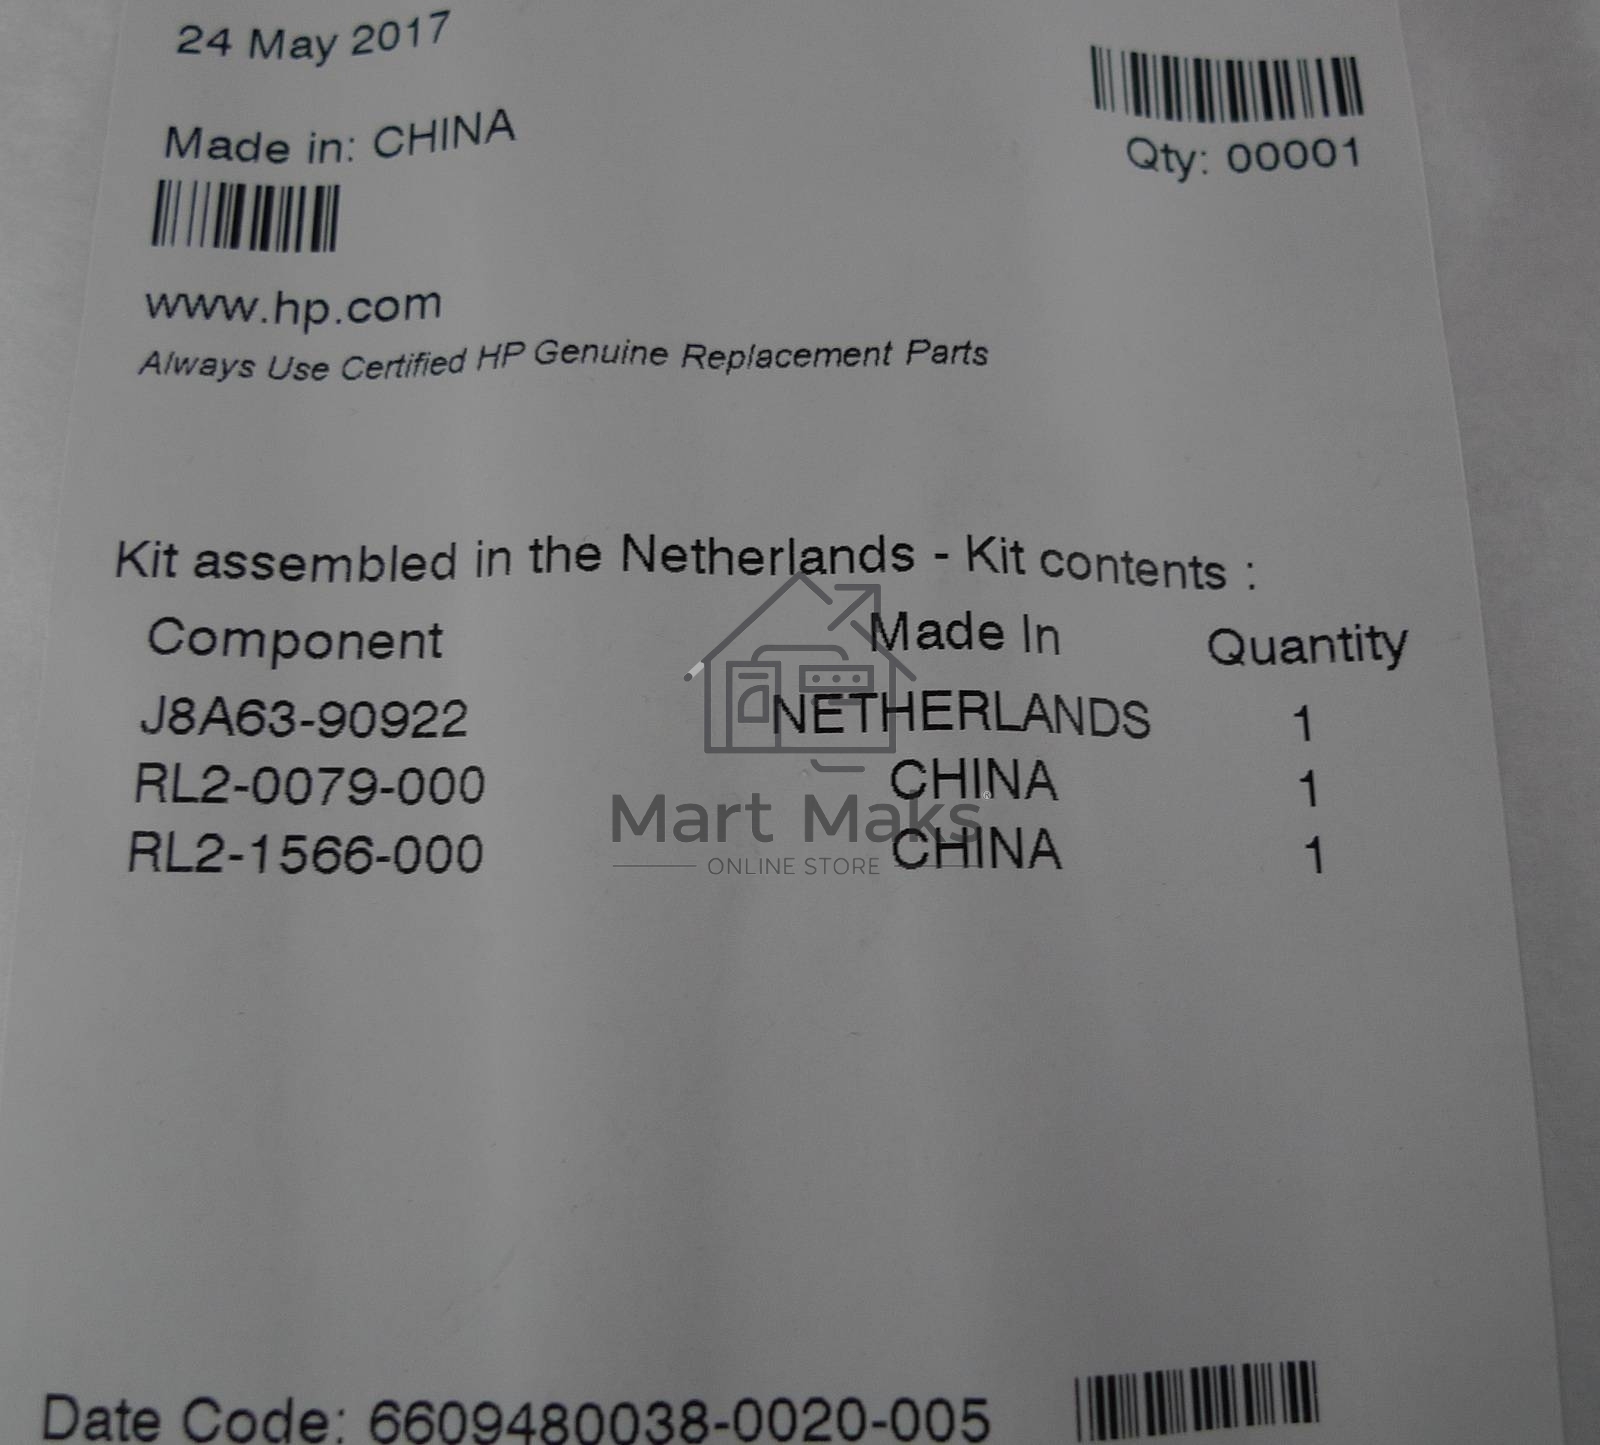 24 May 2017
Made in: CHINA
Qty: 00001
www.hp.com
Always Use Certified HP Genuine Replacement Parts
Kit assembled in the Netherlands - Kit contents :
Component Made In Quantity
J8A63-90922 NETHERLANDS 1
RL2-0079-000 CHINA 1
RL2-1566-000 CHINA 1
Mart Maks®
ONLINE STORE
Date Code: 6609480038-0020-005